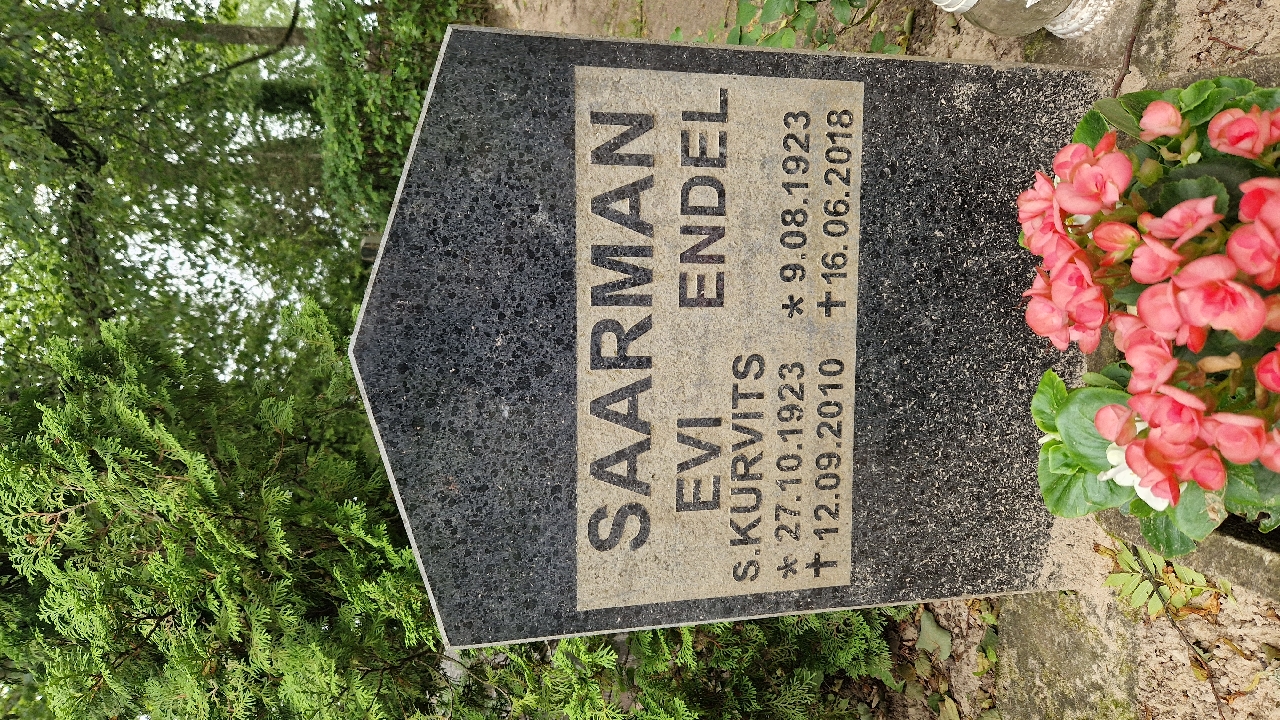 SAARMAN
EVI ENDEL
S.KURVITS
* 27.10.1923 * 9.08.1923
† 12.09.2010 † 16.06.2018